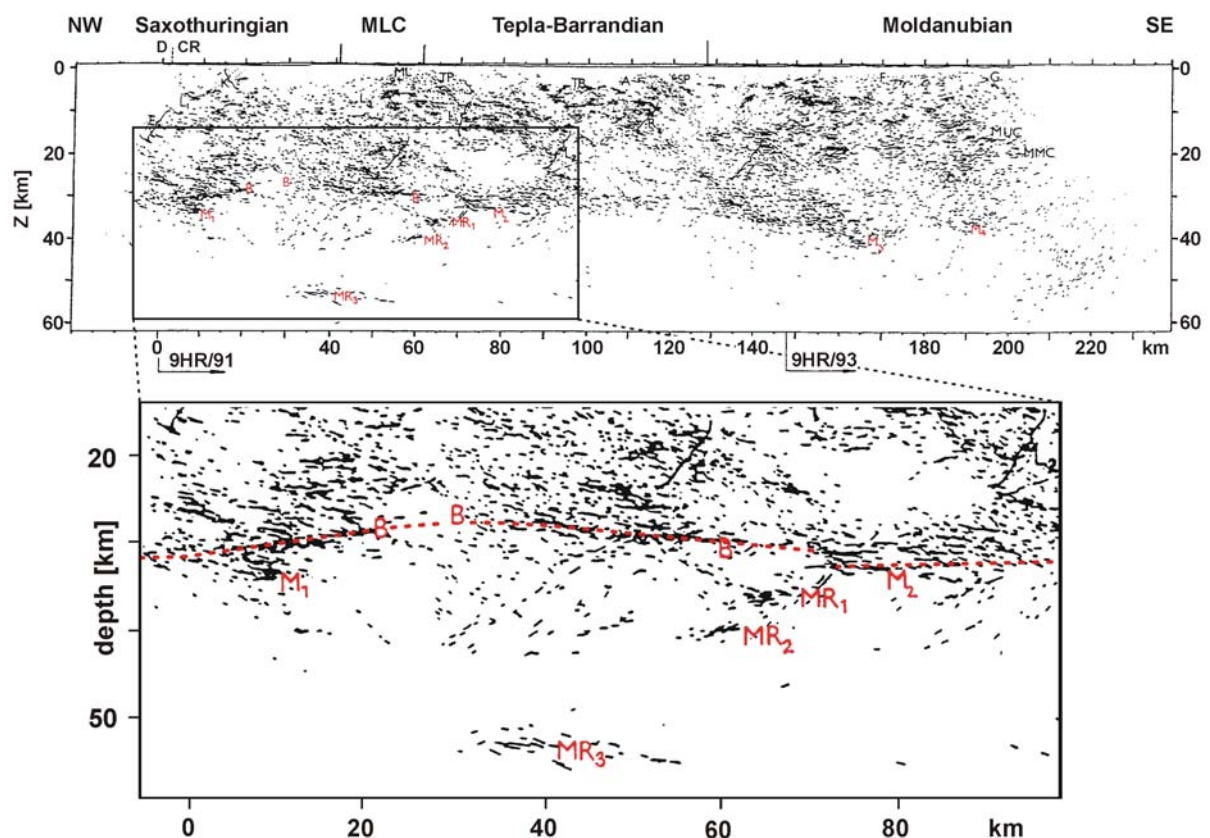 NW Saxothuringian MLC Tepla-Barrandian Moldanubian SE
D CR
0 0
ML TP TB A SP F G
E R MUC
20 MMC 20
B B B
M₁ MR₁ M₂
Z [km]
40 MR₂ M₄ 40
MR₃
60 60
0 20 40 60 80 100 120 140 160 180 200 220 km
9HR/91 9HR/93
20
depth [km]
B B B
M₁ MR₁ M₂
MR₂
50
MR₃
0 20 40 60 80 km